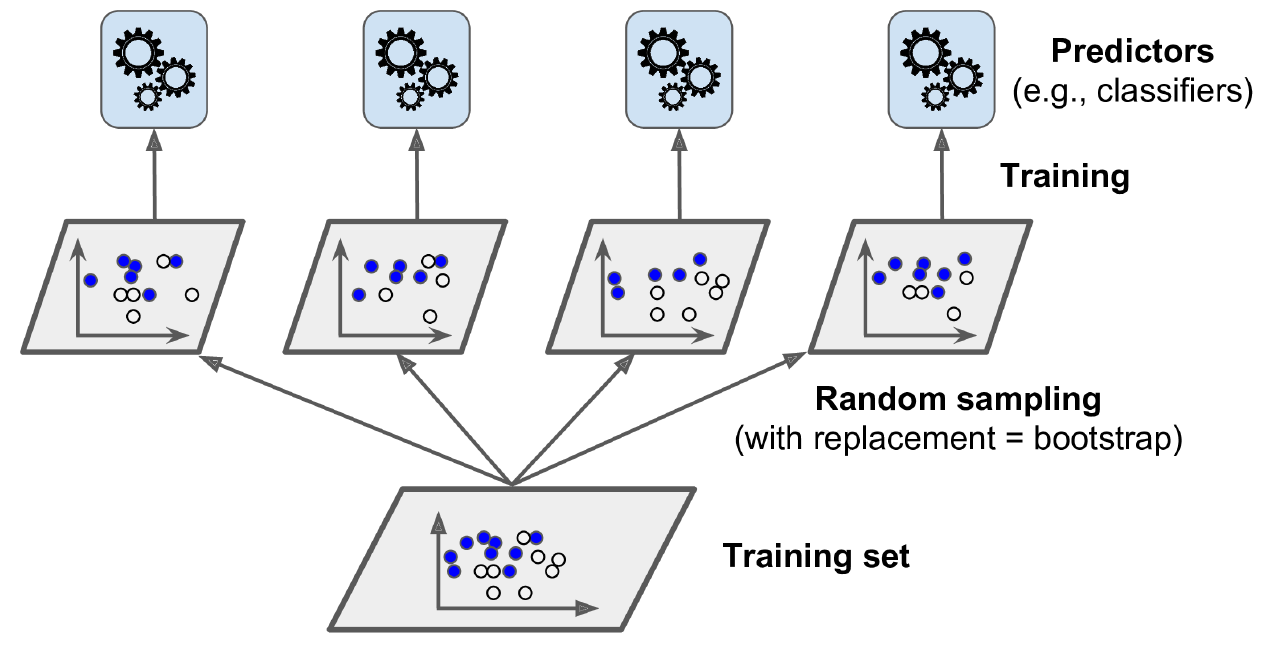 Predictors
(e.g., classifiers)
Training
Random sampling
(with replacement = bootstrap)
Training set